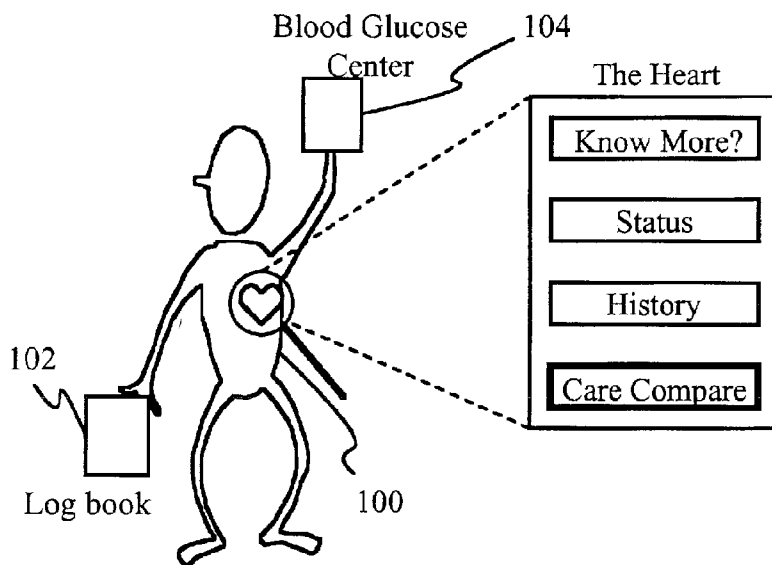 Blood Glucose
Center
104
The Heart
Know More?
Status
History
Care Compare
102
Log book
100